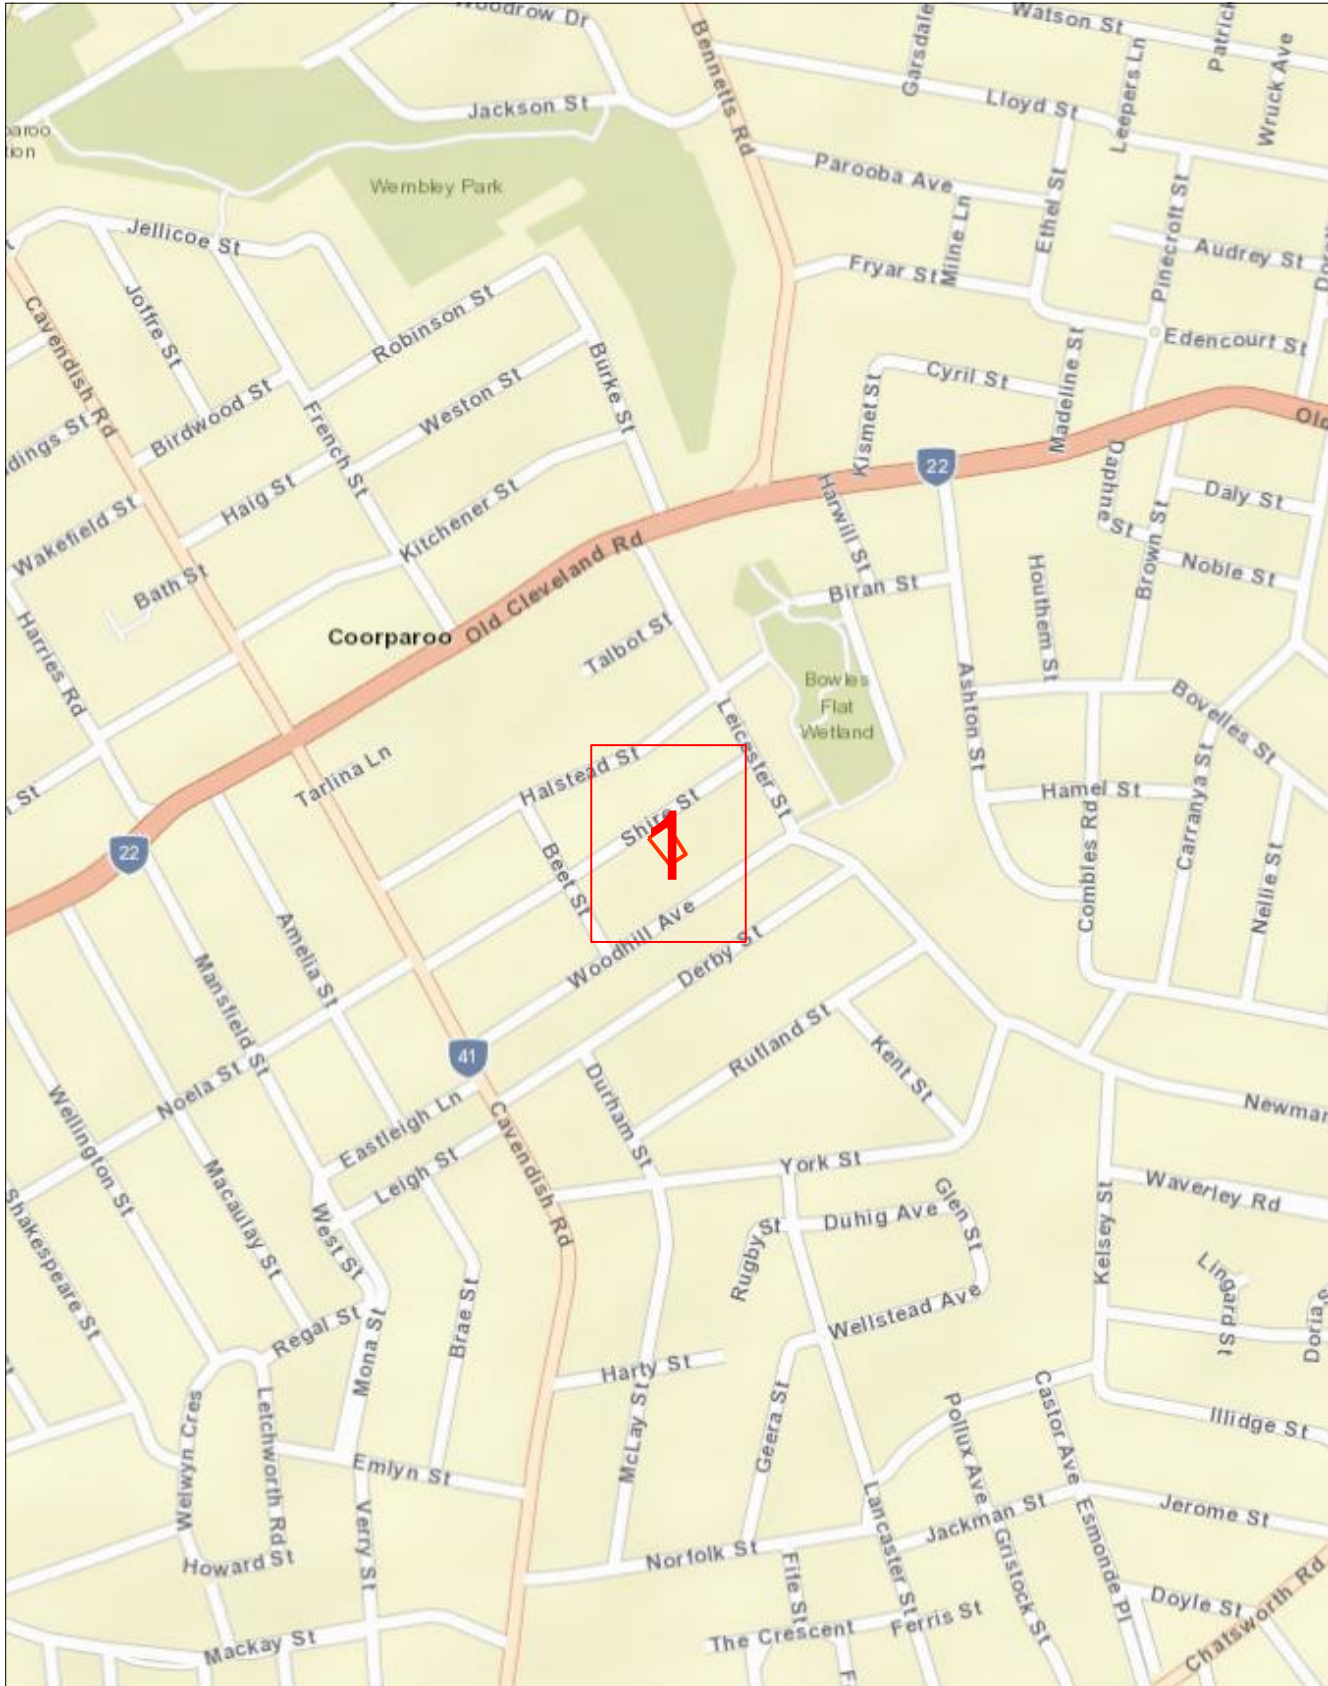 Woodrow Dr
Bennetts Rd
Watson St
Garsdale
Patrick
Leepers Ln
Wruck Ave
Jackson St
Lloyd St
paroo
ion
Wembley Park
Parooba Ave
Ethel St
Milne Ln
Pinecroft St
Jellicoe St
Audrey St
Fryar St
Joffre St
Cavendish Rd
Robinson St
Edencourt St
Madeline St
Burke St
Cyril St
Kismet St
Weston St
Birdwood St
French St
dings St
Old
22
Daphne St
Harwill St
Haig St
Kitchener St
Daly St
Wakefield St
Bath St
Brown St
Noble St
Houthem St
Biran St
Old Cleveland Rd
Coorparoo
Talbot St
Harries Rd
Ashton St
Bowles
Flat
Wetland
Bovelles St
Leicester St
Tarlina Ln
Halstead St
Hamel St
Carranya St
n St
Shire St
1
22
Beet St
Combles Rd
Nellie St
Woodhill Ave
Derby St
Amelia St
Mansfield St
Rutland St
Kent St
41
Noela St
Durham St
Eastleigh Ln
Cavendish Rd
Newman
Wellington St
Leigh St
York St
Macaulay St
Waverley Rd
Glen St
Kelsey St
Duhig Ave
Rugby St
West St
Shakespeare St
Lingard St
Wellstead Ave
Doria
Regal St
Mona St
Brae St
Harty St
McLay St
Geera St
Castor Ave
Pollux Ave
Illidge St
Welwyn Cres
Letchworth Rd
Emlyn St
Verry St
Lancaster St
Jackman St
Esmonde Pl
Jerome St
Gristock St
Howard St
Norfolk St
Fife St
Doyle St
Chatsworth Rd
Ferris St
The Crescent
Mackay St